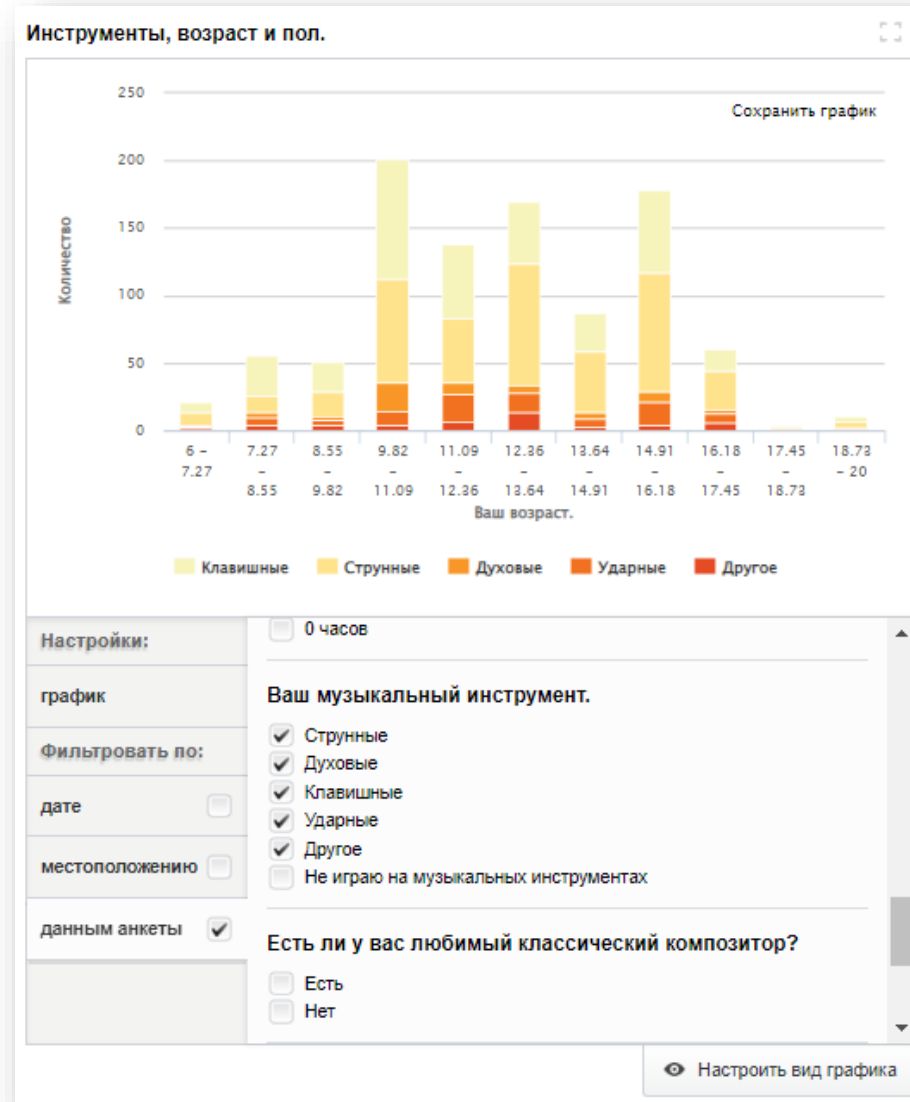 Инструменты, возраст и пол.
Сохранить график
250
200
150
100
50
0
Количество
6 – 7.27
7.27 – 8.55
8.55 – 9.82
9.82 – 11.09
11.09 – 12.36
12.36 – 13.64
13.64 – 14.91
14.91 – 16.18
16.18 – 17.45
17.45 – 18.73
18.73 – 20
Ваш возраст.
Клавишные Струнные Духовые Ударные Другое
Настройки:
график
Фильтровать по:
дате
местоположению
данным анкеты
0 часов
Ваш музыкальный инструмент.
Струнные
Духовые
Клавишные
Ударные
Другое
Не играю на музыкальных инструментах
Есть ли у вас любимый классический композитор?
Есть
Нет
Настроить вид графика